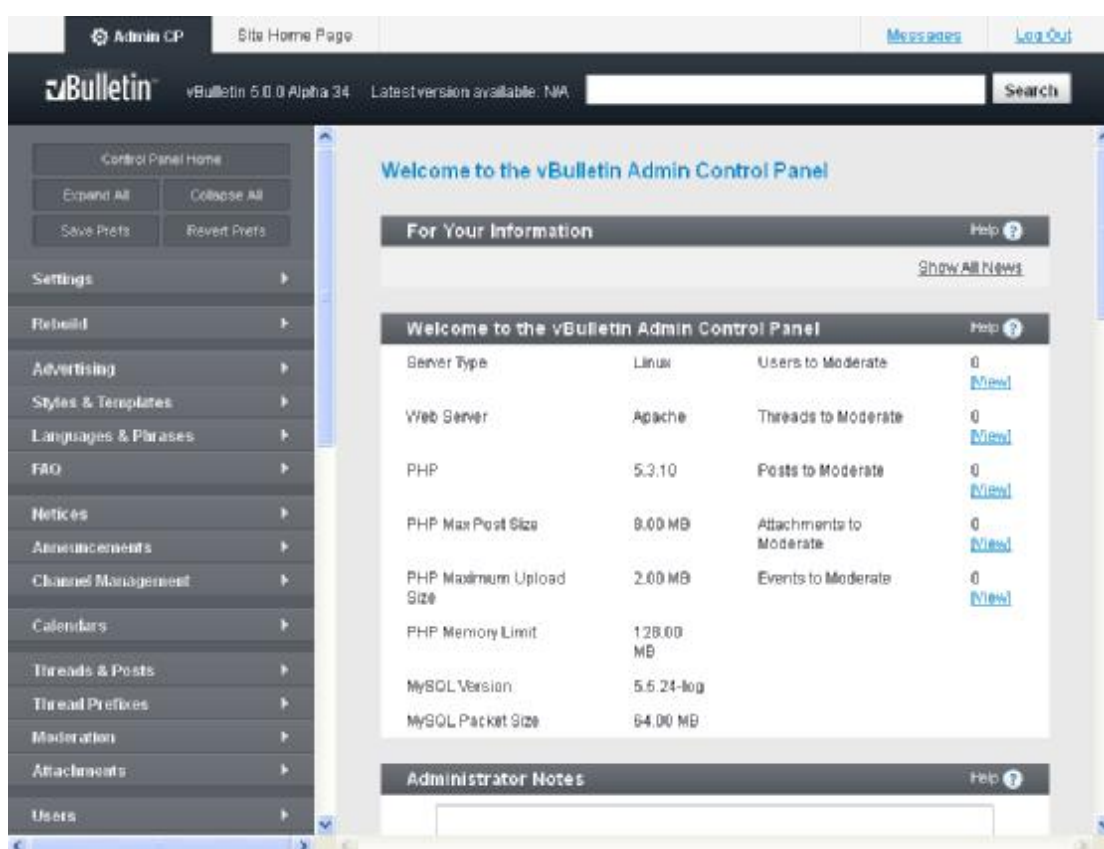 Admin CP Site Home Page Messages Log Out
vBulletin vBulletin 5.0.0 Alpha 34 Latest version available: N/A Search
Control Panel Home
Expand All Collapse All
Save Prefs Revert Prefs
Settings
Rebuild
Advertising
Styles & Templates
Languages & Phrases
FAQ
Notices
Announcements
Channel Management
Calendars
Threads & Posts
Thread Prefixes
Moderation
Attachments
Users
Welcome to the vBulletin Admin Control Panel
For Your Information Help
Show All News
Welcome to the vBulletin Admin Control Panel Help
Server Type Linux Users to Moderate 0
[View]
Web Server Apache Threads to Moderate 0
[View]
PHP 5.3.10 Posts to Moderate 0
[View]
PHP Max Post Size 8.00 MB Attachments to 0
Moderate [View]
PHP Maximum Upload 2.00 MB Events to Moderate 0
Size [View]
PHP Memory Limit 128.00
MB
MySQL Version 5.5.24-log
MySQL Packet Size 64.00 MB
Administrator Notes Help